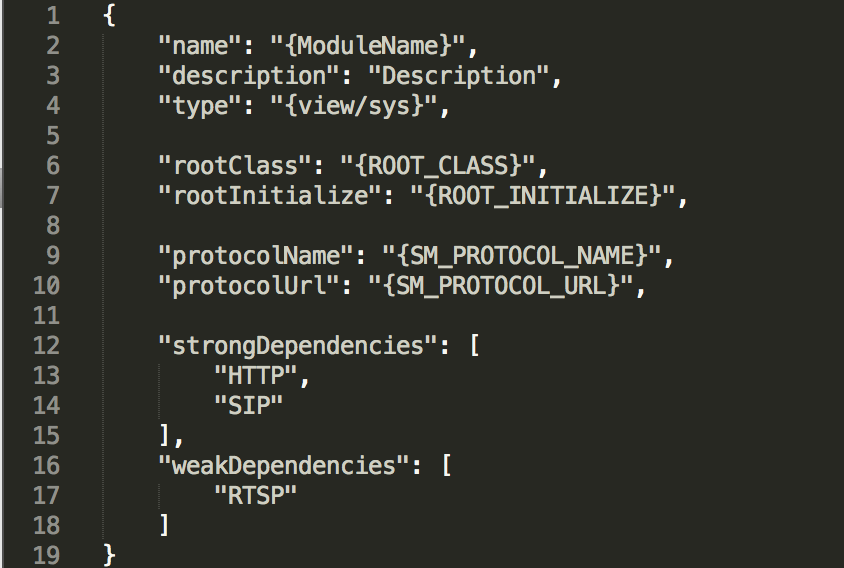 1 {
2 "name": "{ModuleName}",
3 "description": "Description",
4 "type": "{view/sys}",
5
6 "rootClass": "{ROOT_CLASS}",
7 "rootInitialize": "{ROOT_INITIALIZE}",
8
9 "protocolName": "{SM_PROTOCOL_NAME}",
10 "protocolUrl": "{SM_PROTOCOL_URL}",
11
12 "strongDependencies": [
13 "HTTP",
14 "SIP"
15 ],
16 "weakDependencies": [
17 "RTSP"
18 ]
19 }